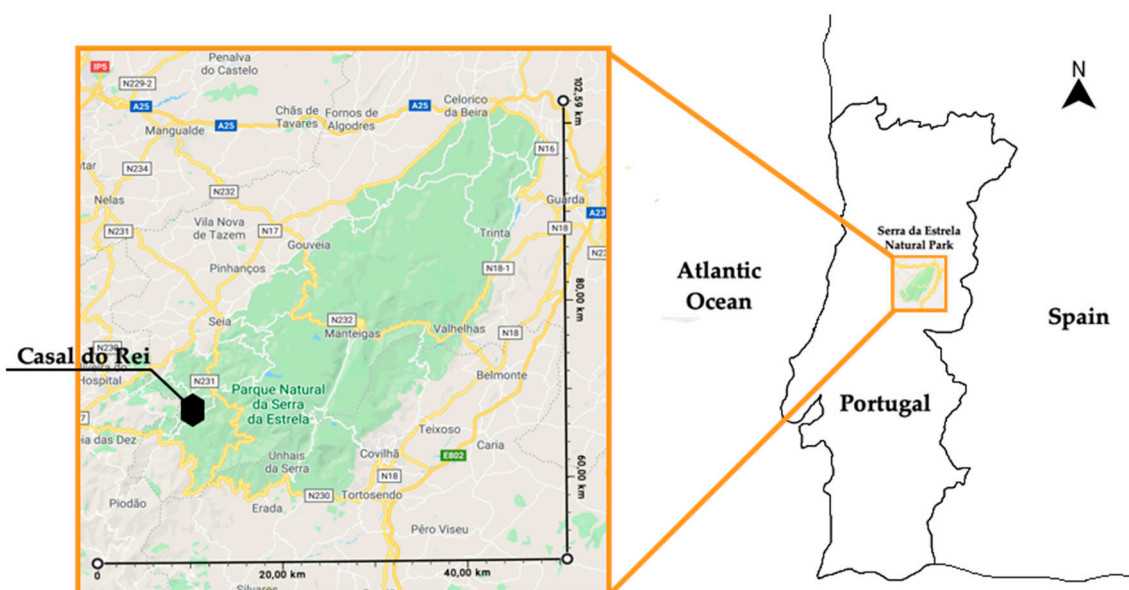 Penalva
do Castelo
IP5
N229-2
A25
Mangualde
A25
Chãs de
Tavares
Fornos de
Algodres
A25
Celorico
da Beira
102,59 km
N16
N234
Nelas
N232
N231
Vila Nova
de Tazem
N17
Gouveia
Guarda
A23
N18
Trinta
N18-1
Pinhanços
Seia
N232
Manteigas
Valhelhas
80,00 km
N18
Belmonte
Casal do Rei
Hospital
N231
Parque Natural
da Serra
da Estrela
Teixoso
Caria
Covilhã
E802
Unhais
da Serra
N18
60,00 km
Piodão
N230
Tortosendo
Erada
Pêro Viseu
0
20,00 km
40,00 km
N
Serra da Estrela
Natural Park
Atlantic
Ocean
Spain
Portugal